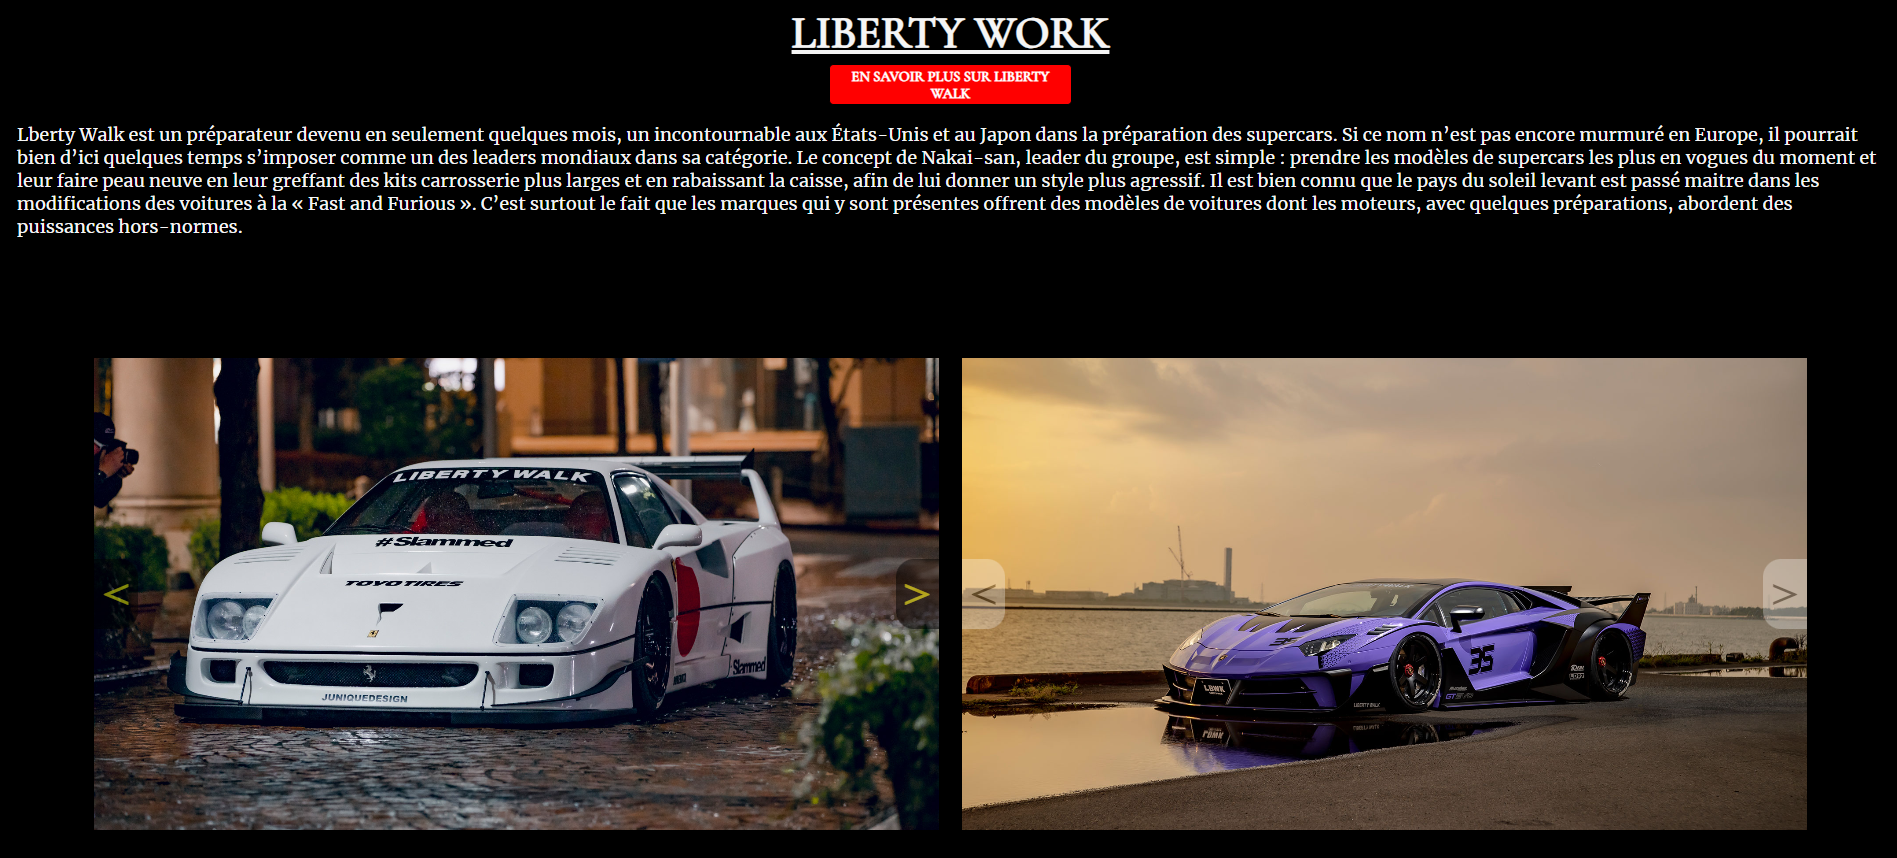 LIBERTY WORK
EN SAVOIR PLUS SUR LIBERTY
WALK
Lberty Walk est un préparateur devenu en seulement quelques mois, un incontournable aux États-Unis et au Japon dans la préparation des supercars. Si ce nom n’est pas encore murmuré en Europe, il pourrait
bien d’ici quelques temps s’imposer comme un des leaders mondiaux dans sa catégorie. Le concept de Nakai-san, leader du groupe, est simple : prendre les modèles de supercars les plus en vogues du moment et
leur faire peau neuve en leur greffant des kits carrosserie plus larges et en rabaissant la caisse, afin de lui donner un style plus agressif. Il est bien connu que le pays du soleil levant est passé maitre dans les
modifications des voitures à la « Fast and Furious ». C’est surtout le fait que les marques qui y sont présentes offrent des modèles de voitures dont les moteurs, avec quelques préparations, abordent des
puissances hors-normes.
LIBERTY WALK
#Slammed
TOYO TIRES
Slammed
JUNIQUEDESIGN
< >
< >
35
LBWK
GT35
LIBERTY WALK